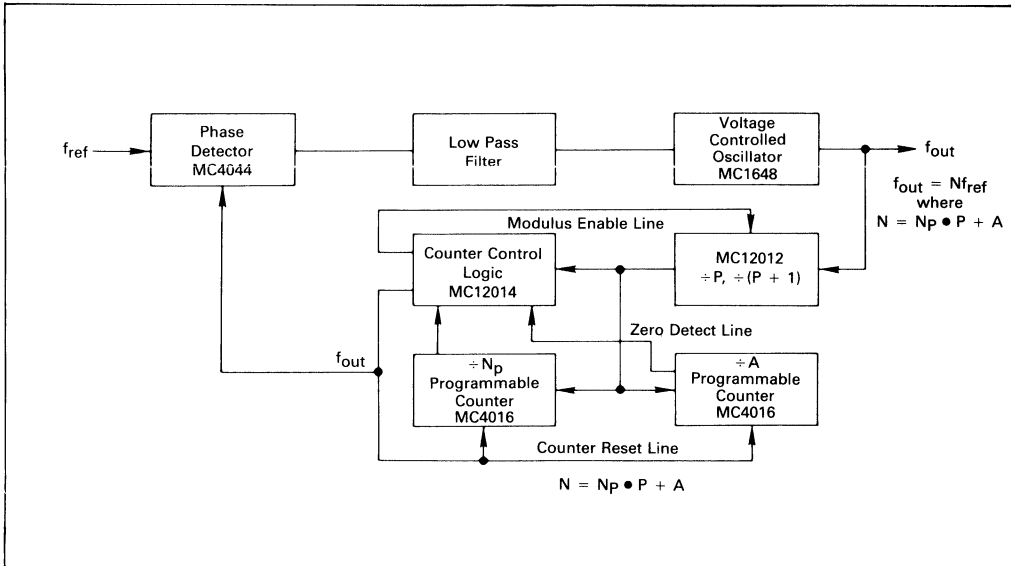 Phase
Detector
MC4044
Low Pass
Filter
Voltage
Controlled
Oscillator
MC1648
fref
fout
fout = Nfref
where
N = NP • P + A
Modulus Enable Line
Counter Control
Logic
MC12014
MC12012
÷P, ÷(P + 1)
Zero Detect Line
fout
÷Np
Programmable
Counter
MC4016
÷A
Programmable
Counter
MC4016
Counter Reset Line
N = NP • P + A